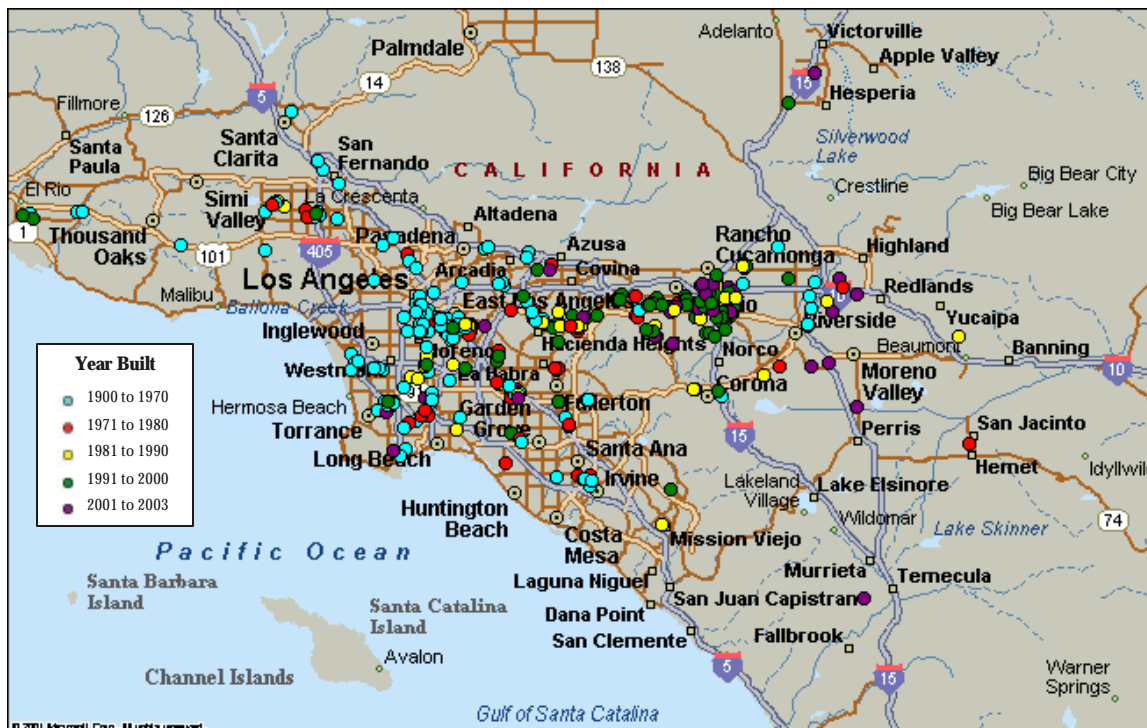 Adelanto
Victorville
Palmdale
Apple Valley
138
15
14
5
Hesperia
Fillmore
126
Santa
Clarita
San
Fernando
Silverwood
Lake
Santa
Paula
CALIFORNIA
El Rio
La Crescenta
Crestline
Big Bear City
Simi
Valley
Altadena
Big Bear Lake
1
Thousand
Oaks
101
405
Pasadena
Azusa
Rancho
Cucamonga
Highland
Los Angeles
Arcadia
Covina
Redlands
Malibu
Ballona Creek
East Los Angel
Yucaipa
Inglewood
Riverside
Hacienda Heights
Norco
Beaumont
Banning
10
Year Built
1900 to 1970
1971 to 1980
1981 to 1990
1991 to 2000
2001 to 2003
La Habra
Corona
Moreno
Valley
Hermosa Beach
Fullerton
Torrance
Garden
Grove
Perris
San Jacinto
Long Beach
Santa Ana
15
Hemet
Idyllwil
Irvine
Lakeland
Village
Lake Elsinore
Huntington
Beach
Wildomar
Lake Skinner
74
Costa
Mesa
Mission Viejo
Pacific Ocean
Murrieta
Temecula
Santa Barbara
Island
Laguna Niguel
San Juan Capistran
Santa Catalina
Island
Dana Point
San Clemente
Fallbrook
Avalon
Channel Islands
5
15
Warner
Springs
Gulf of Santa Catalina